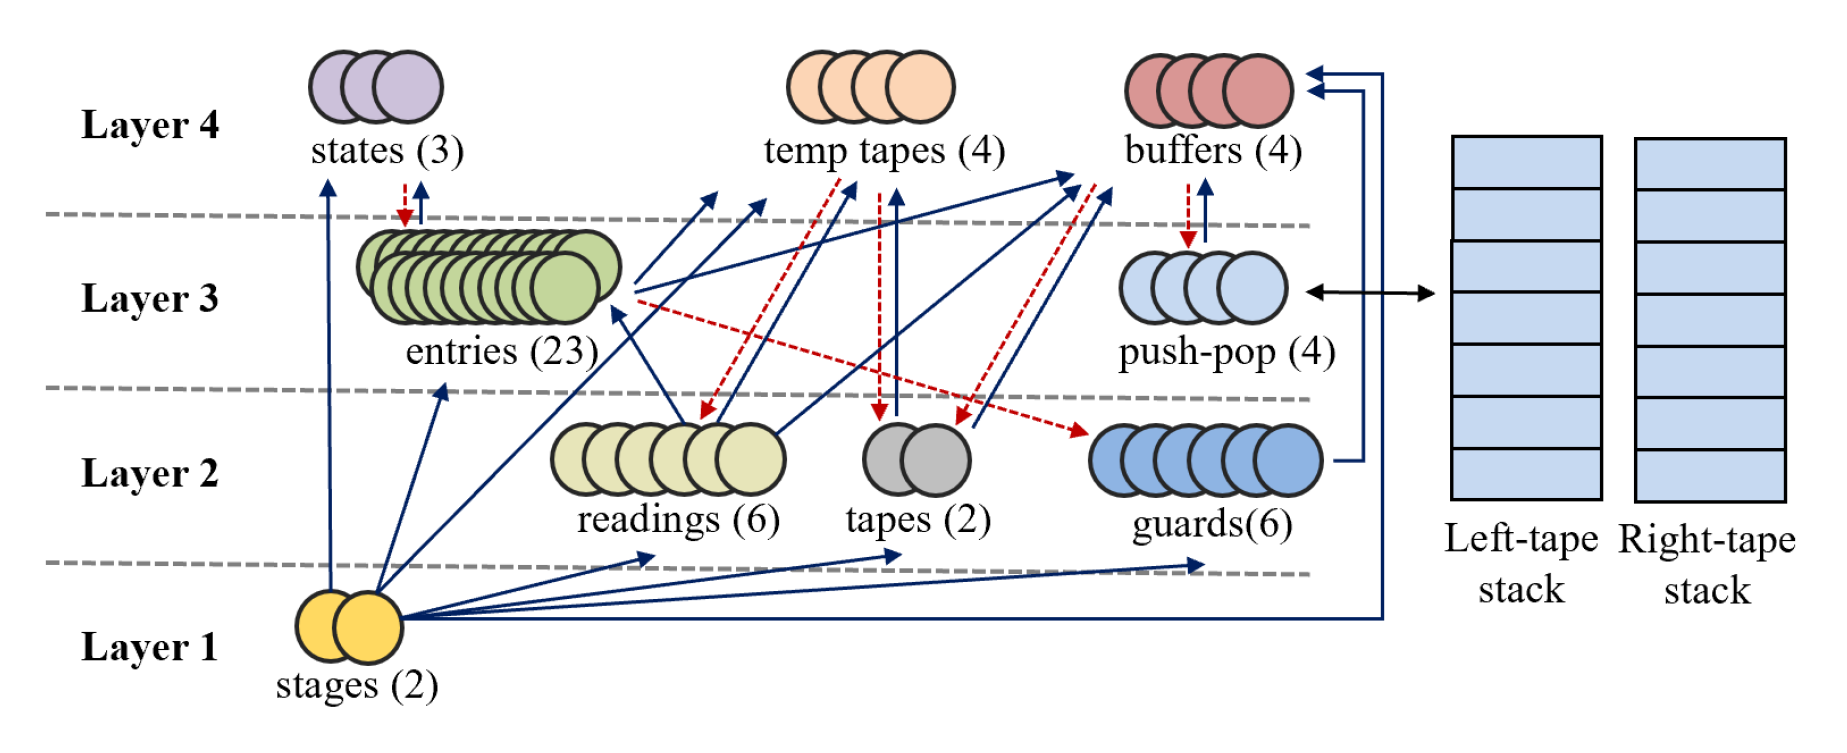 Layer 4
states (3)
temp tapes (4)
buffers (4)
Layer 3
entries (23)
push-pop (4)
Layer 2
readings (6)
tapes (2)
guards(6)
Left-tape
stack
Right-tape
stack
Layer 1
stages (2)